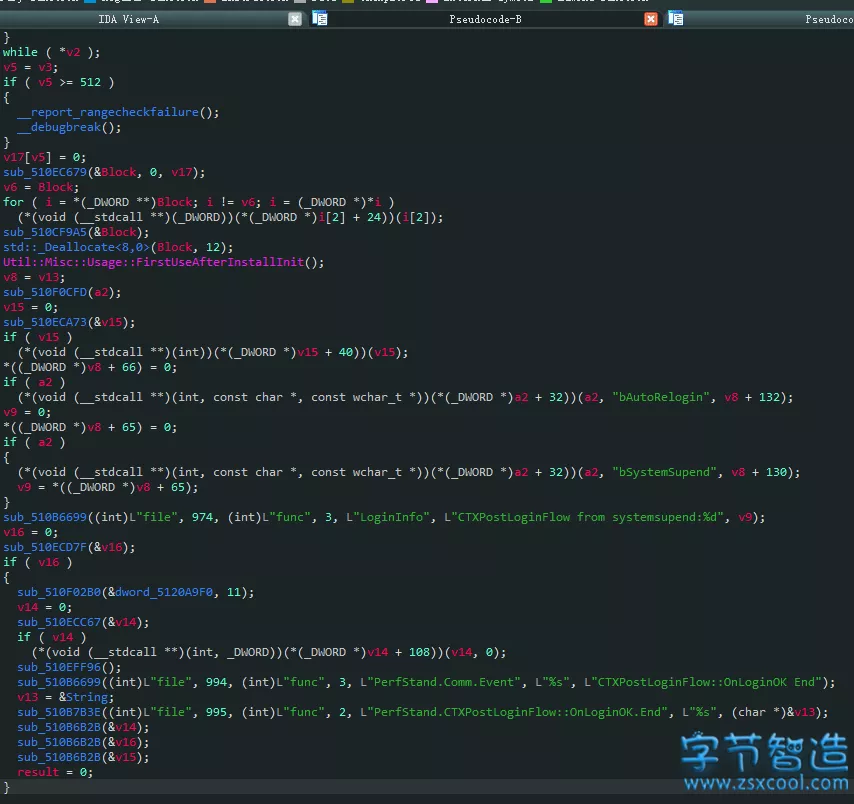 IDA View-A Pseudocode-B Pseudoco
}
while ( *v2 );
v5 = v3;
if ( v5 >= 512 )
{
__report_rangecheckfailure();
__debugbreak();
}
v17[v5] = 0;
sub_510EC679(&Block, 0, v17);
v6 = Block;
for ( i = *(_DWORD **)Block; i != v6; i = (_DWORD *)*i )
(*(void (__stdcall **)(_DWORD))(*(_DWORD *)i[2] + 24))(i[2]);
sub_510CF9A5(&Block);
std::_Deallocate<8,0>(Block, 12);
Util::Misc::Usage::FirstUseAfterInstallInit();
v8 = v13;
sub_510F0CFD(a2);
v15 = 0;
sub_510ECA73(&v15);
if ( v15 )
(*(void (__stdcall **)(int))(*(_DWORD *)v15 + 40))(v15);
*((_DWORD *)v8 + 66) = 0;
if ( a2 )
(*(void (__stdcall **)(int, const char *, const wchar_t *))(*(_DWORD *)a2 + 32))(a2, "bAutoRelogin", v8 + 132);
v9 = 0;
*((_DWORD *)v8 + 65) = 0;
if ( a2 )
{
(*(void (__stdcall **)(int, const char *, const wchar_t *))(*(_DWORD *)a2 + 32))(a2, "bSystemSupend", v8 + 130);
v9 = *((_DWORD *)v8 + 65);
}
sub_510B6699((int)L"file", 974, (int)L"func", 3, L"LoginInfo", L"CTXPostLoginFlow from systemsupend:%d", v9);
v16 = 0;
sub_510ECD7F(&v16);
if ( v16 )
{
sub_510F02B0(&dword_5120A9F0, 11);
v14 = 0;
sub_510ECC67(&v14);
if ( v14 )
(*(void (__stdcall **)(int, _DWORD))(*(_DWORD *)v14 + 108))(v14, 0);
sub_510EFF96();
sub_510B6699((int)L"file", 994, (int)L"func", 3, L"PerfStand.Comm.Event", L"%s", L"CTXPostLoginFlow::OnLoginOK End");
v13 = &String;
sub_510B7B3E((int)L"file", 995, (int)L"func", 2, L"PerfStand.CTXPostLoginFlow::OnLoginOK.End", L"%s", (char *)&v13);
sub_510B6B2B(&v14);
sub_510B6B2B(&v16);
sub_510B6B2B(&v15);
result = 0;
}
字节智造
www.zsxcool.com